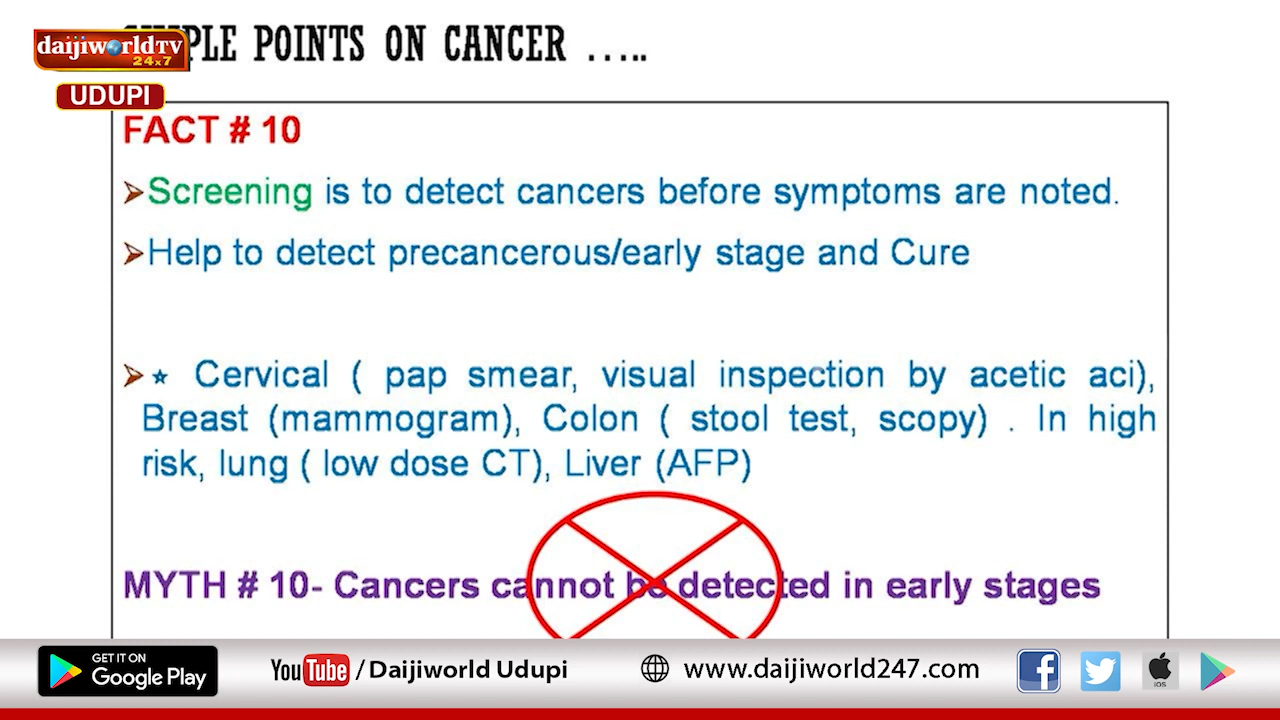 daijiworldTV
24x7
UDUPI
POINTS ON CANCER .....
FACT # 10
➢Screening is to detect cancers before symptoms are noted.
➢Help to detect precancerous/early stage and Cure
➢⋆ Cervical ( pap smear, visual inspection by acetic aci),
Breast (mammogram), Colon ( stool test, scopy) . In high
risk, lung ( low dose CT), Liver (AFP)
MYTH # 10- Cancers cannot be detected in early stages
GET IT ON
Google Play
YouTube / Daijiworld Udupi
www.daijiworld247.com
iOS